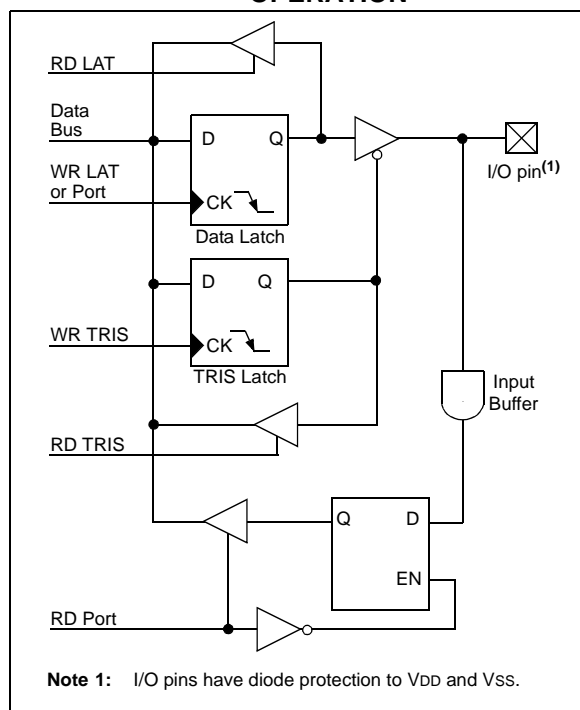 OPERATION
RD LAT
Data
Bus
D Q
I/O pin(1)
WR LAT
or Port
CK
Data Latch
D Q
WR TRIS
CK
TRIS Latch
Input
Buffer
RD TRIS
Q D
EN
RD Port
Note 1: I/O pins have diode protection to VDD and VSS.